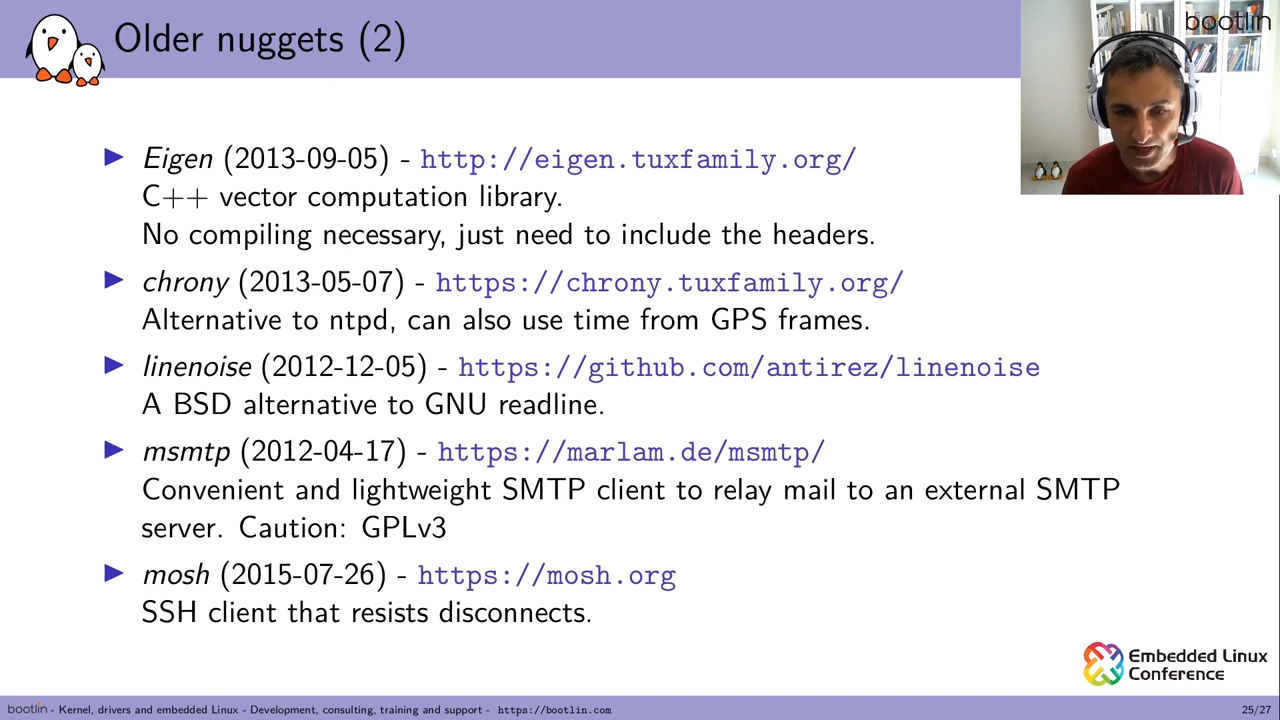 Older nuggets (2)
bootlin
▶ Eigen (2013-09-05) - http://eigen.tuxfamily.org/
C++ vector computation library.
No compiling necessary, just need to include the headers.
▶ chrony (2013-05-07) - https://chrony.tuxfamily.org/
Alternative to ntpd, can also use time from GPS frames.
▶ linenoise (2012-12-05) - https://github.com/antirez/linenoise
A BSD alternative to GNU readline.
▶ msmtp (2012-04-17) - https://marlam.de/msmtp/
Convenient and lightweight SMTP client to relay mail to an external SMTP
server. Caution: GPLv3
▶ mosh (2015-07-26) - https://mosh.org
SSH client that resists disconnects.
Embedded Linux
Conference
bootlin - Kernel, drivers and embedded Linux - Development, consulting, training and support - https://bootlin.com
25/27